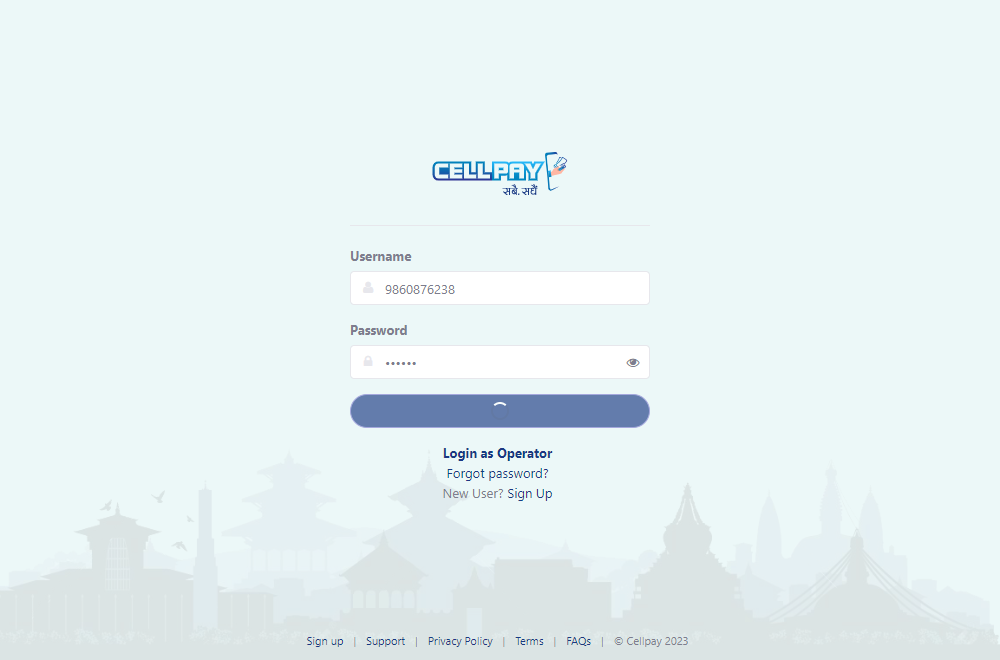 CELLPAY
सबै. सधैं
Username
9860876238
Password
••••••
Login as Operator
Forgot password?
New User? Sign Up
Sign up | Support | Privacy Policy | Terms | FAQs | © Cellpay 2023